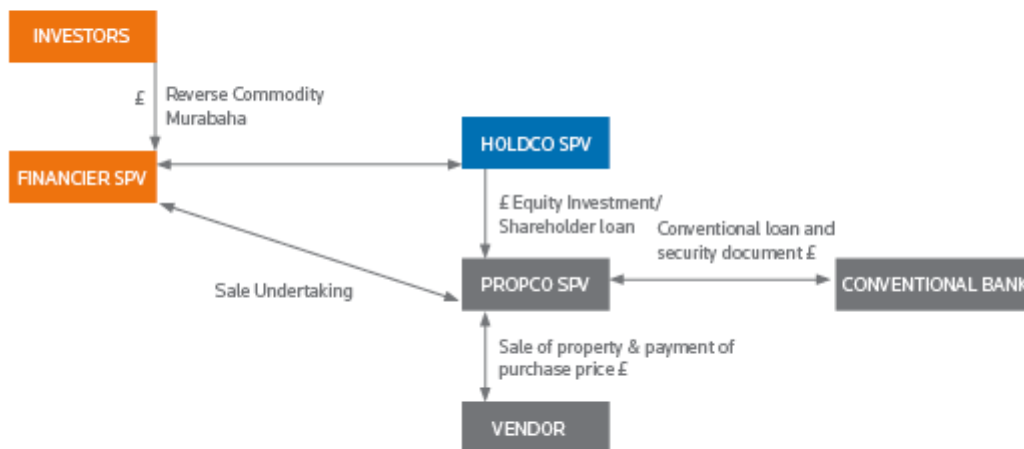 INVESTORS
£
Reverse Commodity
Murabaha
HOLDCO SPV
FINANCIER SPV
£ Equity Investment/
Shareholder loan
Conventional loan and
security document £
PROPCO SPV
CONVENTIONAL BANK
Sale Undertaking
Sale of property & payment of
purchase price £
VENDOR